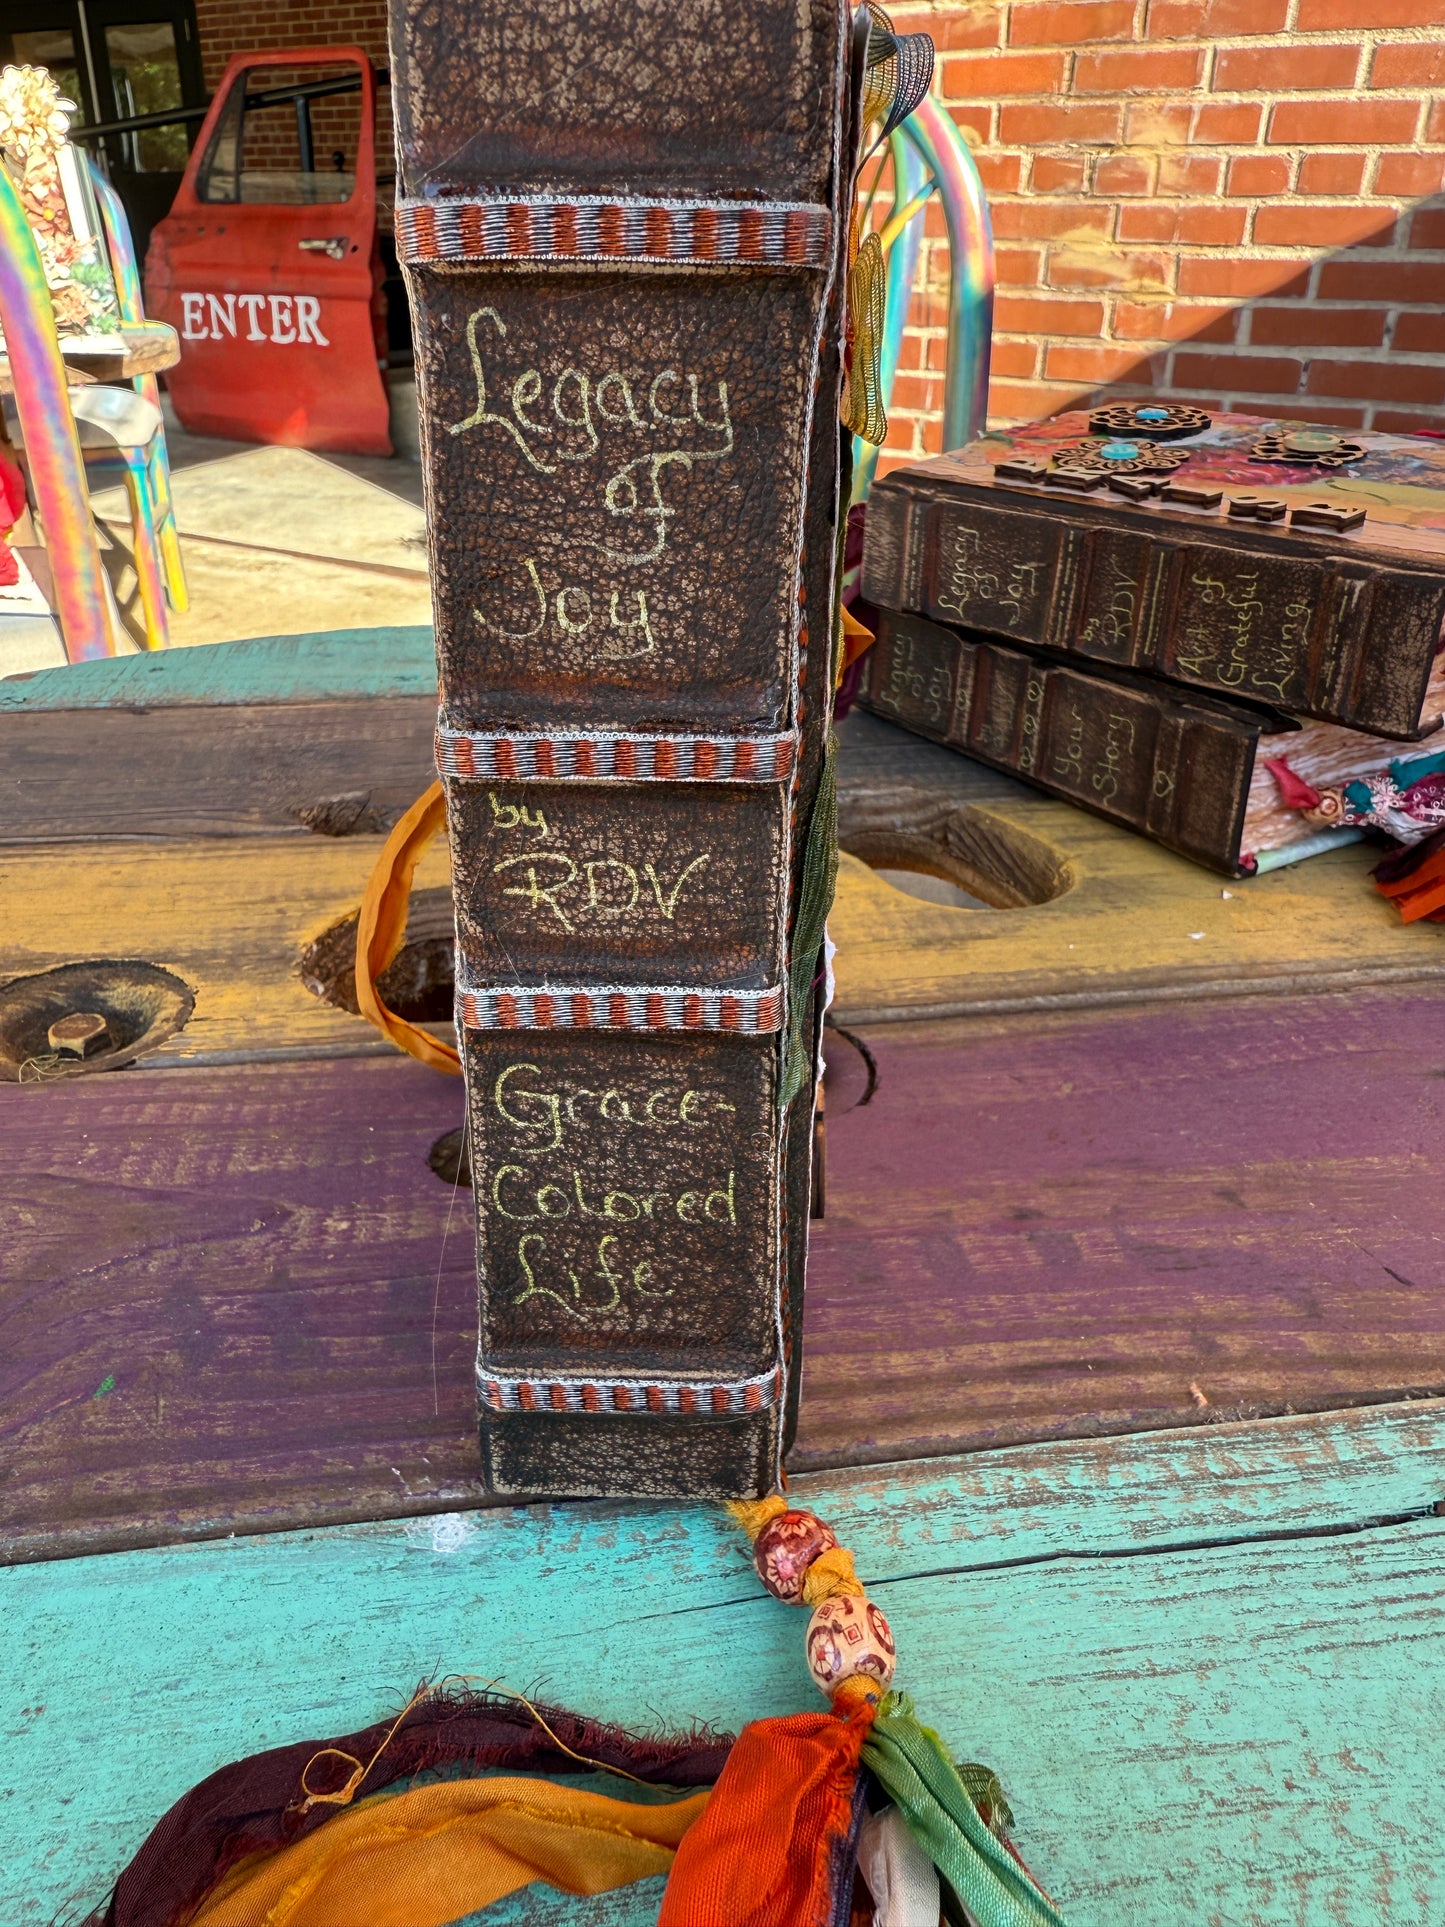 ENTER
Legacy
of
Joy
by
RDV
Grace-
Colored
Life
PRAISE
Legacy
of
Joy
by
RDV
Art of
Grateful
Living
Legacy
of
Joy
Your
Story